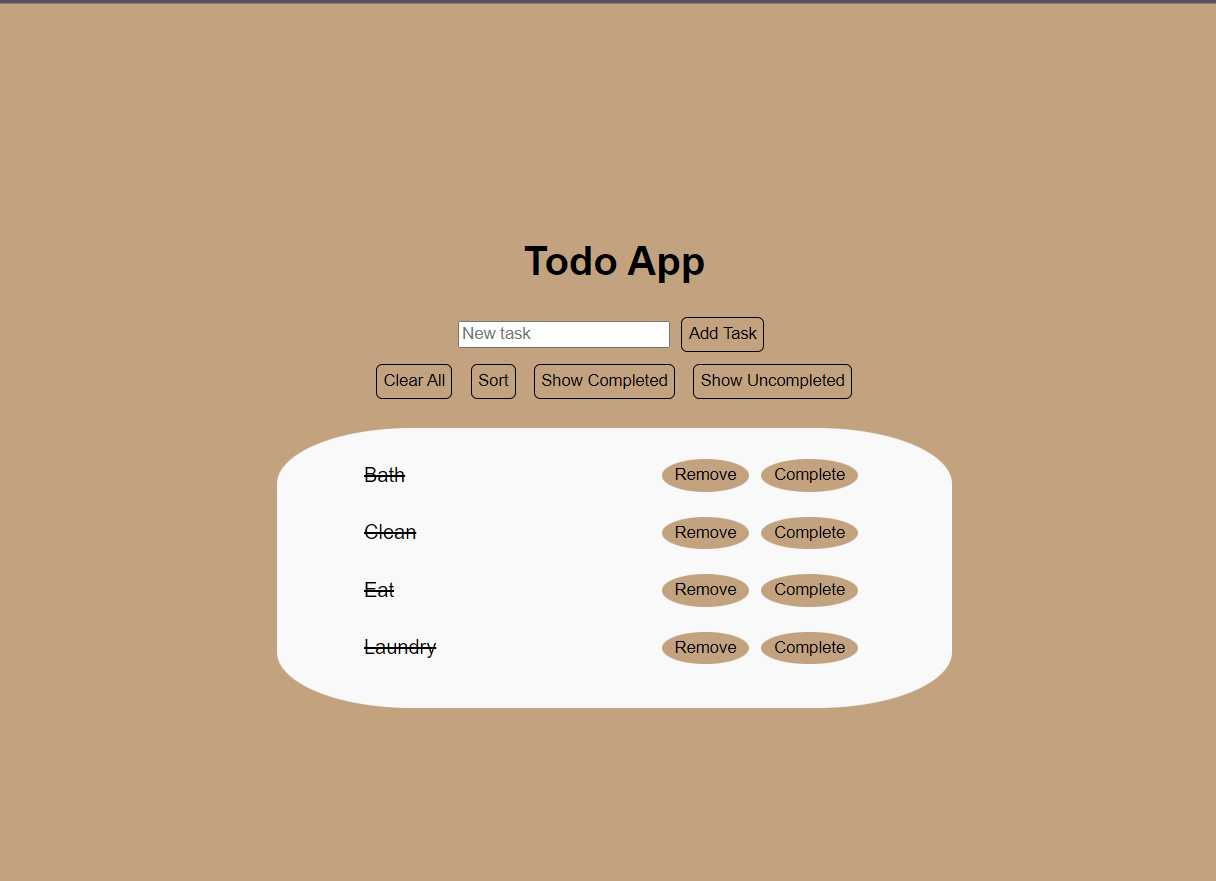 Todo App
New task Add Task
Clear All Sort Show Completed Show Uncompleted
Bath Remove Complete
Clean Remove Complete
Eat Remove Complete
Laundry Remove Complete